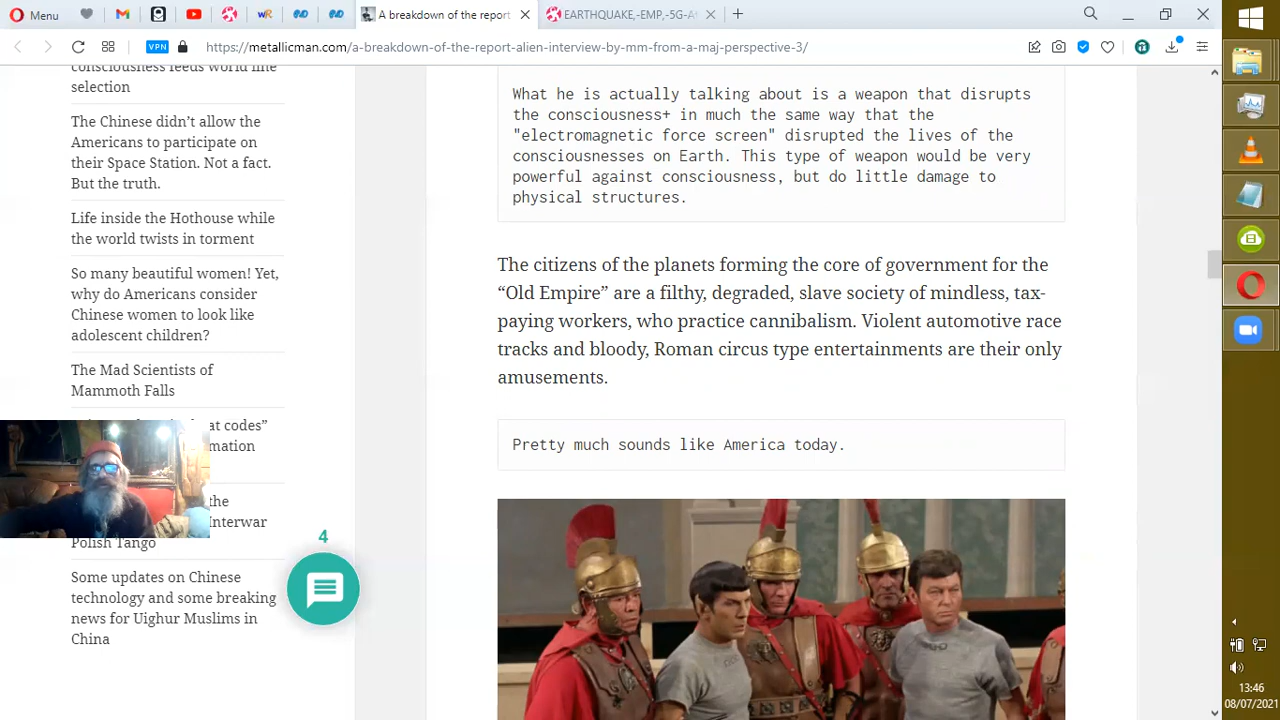 Menu
A breakdown of the report
EARTHQUAKE,-EMP,-5G-A
VPN
https://metallicman.com/a-breakdown-of-the-report-alien-interview-by-mm-from-a-maj-perspective-3/
consciousness feeds world line
selection
The Chinese didn’t allow the
Americans to participate on
their Space Station. Not a fact.
But the truth.
Life inside the Hothouse while
the world twists in torment
So many beautiful women! Yet,
why do Americans consider
Chinese women to look like
adolescent children?
The Mad Scientists of
Mammoth Falls
at codes”
mation
the
Interwar
Polish Tango
Some updates on Chinese
technology and some breaking
news for Uighur Muslims in
China
4
What he is actually talking about is a weapon that disrupts
the consciousness+ in much the same way that the
"electromagnetic force screen" disrupted the lives of the
consciousnesses on Earth. This type of weapon would be very
powerful against consciousness, but do little damage to
physical structures.
The citizens of the planets forming the core of government for the
“Old Empire” are a filthy, degraded, slave society of mindless, tax-
paying workers, who practice cannibalism. Violent automotive race
tracks and bloody, Roman circus type entertainments are their only
amusements.
Pretty much sounds like America today.
13:46
08/07/2021